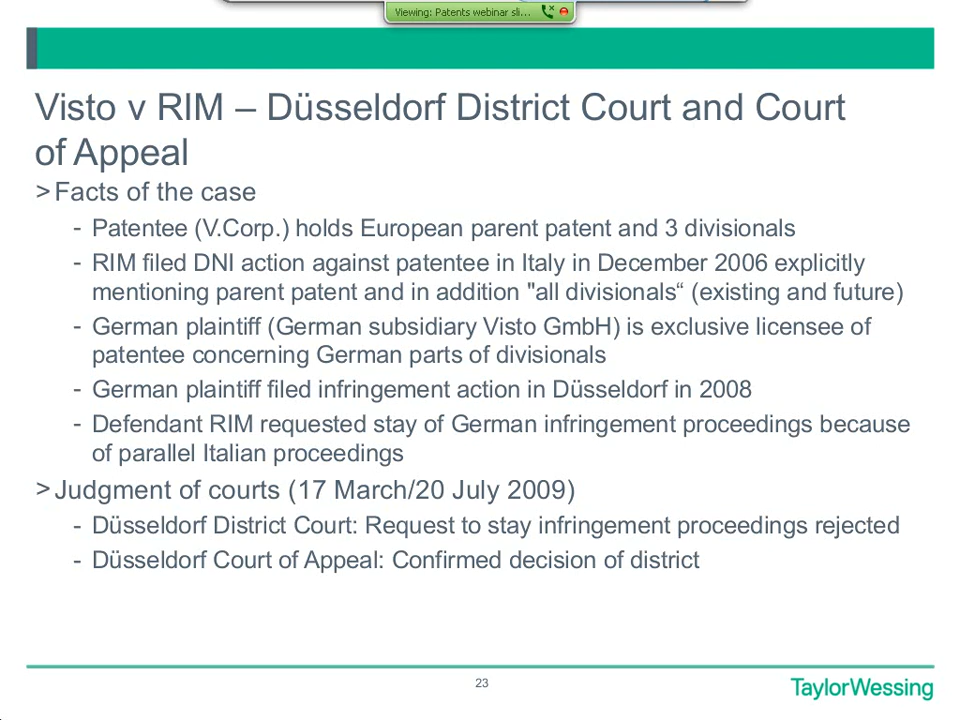 Viewing: Patents webinar sli...
Visto v RIM – Düsseldorf District Court and Court
of Appeal
> Facts of the case
- Patentee (V.Corp.) holds European parent patent and 3 divisionals
- RIM filed DNI action against patentee in Italy in December 2006 explicitly
mentioning parent patent and in addition "all divisionals“ (existing and future)
- German plaintiff (German subsidiary Visto GmbH) is exclusive licensee of
patentee concerning German parts of divisionals
- German plaintiff filed infringement action in Düsseldorf in 2008
- Defendant RIM requested stay of German infringement proceedings because
of parallel Italian proceedings
> Judgment of courts (17 March/20 July 2009)
- Düsseldorf District Court: Request to stay infringement proceedings rejected
- Düsseldorf Court of Appeal: Confirmed decision of district
23
TaylorWessing